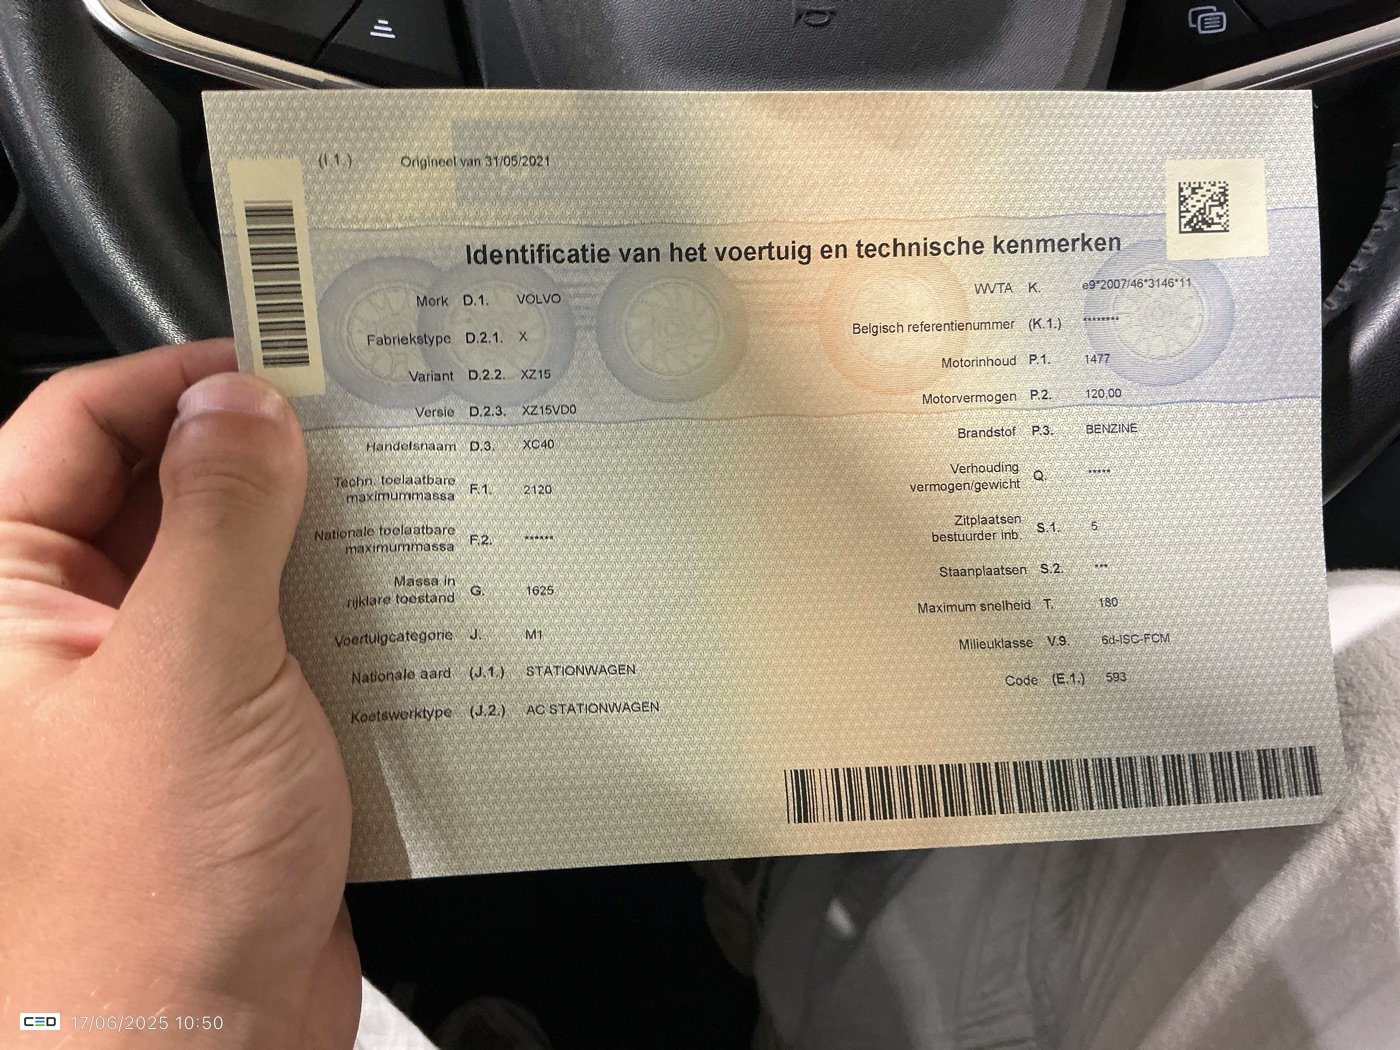 (I.1.) Origineel van 31/05/2021
Identificatie van het voertuig en technische kenmerken
Merk D.1. VOLVO
Fabriekstype D.2.1. X
Variant D.2.2. XZ15
Versie D.2.3. XZ15VD0
Handelsnaam D.3. XC40
Techn. toelaatbare
maximummassa F.1. 2120
Nationale toelaatbare
maximummassa F.2. ******
Massa in
rijklare toestand G. 1625
Voertuigcategorie J. M1
Nationale aard (J.1.) STATIONWAGEN
Koetswerktype (J.2.) AC STATIONWAGEN
WVTA K. e9*2007/46*3146*11
Belgisch referentienummer (K.1.) ********
Motorinhoud P.1. 1477
Motorvermogen P.2. 120,00
Brandstof P.3. BENZINE
Verhouding
vermogen/gewicht Q. *****
Zitplaatsen
bestuurder inb. S.1. 5
Staanplaatsen S.2. ***
Maximum snelheid T. 180
Milieuklasse V.9. 6d-ISC-FCM
Code (E.1.) 593
CED 17/06/2025 10:50